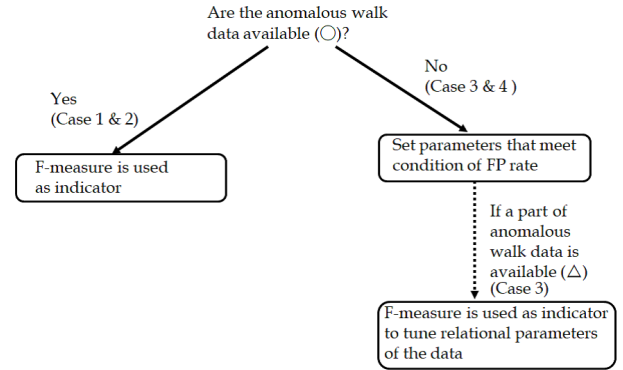 Are the anomalous walk
data available (○)?
Yes
(Case 1 & 2)
No
(Case 3 & 4 )
F-measure is used
as indicator
Set parameters that meet
condition of FP rate
If a part of
anomalous
walk data is
available (△)
(Case 3)
F-measure is used as indicator
to tune relational parameters
of the data